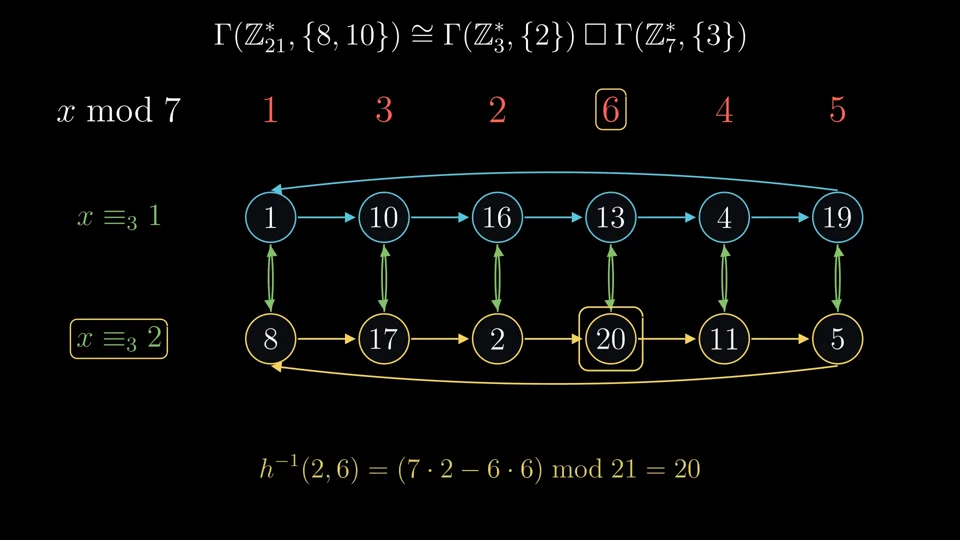 Γ(ℤ*₂₁, {8, 10}) ≅ Γ(ℤ*₃, {2}) □ Γ(ℤ*₇, {3})
x mod 7 1 3 2 6 4 5
x ≡₃ 1 1 10 16 13 4 19
x ≡₃ 2 8 17 2 20 11 5
h⁻¹(2, 6) = (7 · 2 − 6 · 6) mod 21 = 20